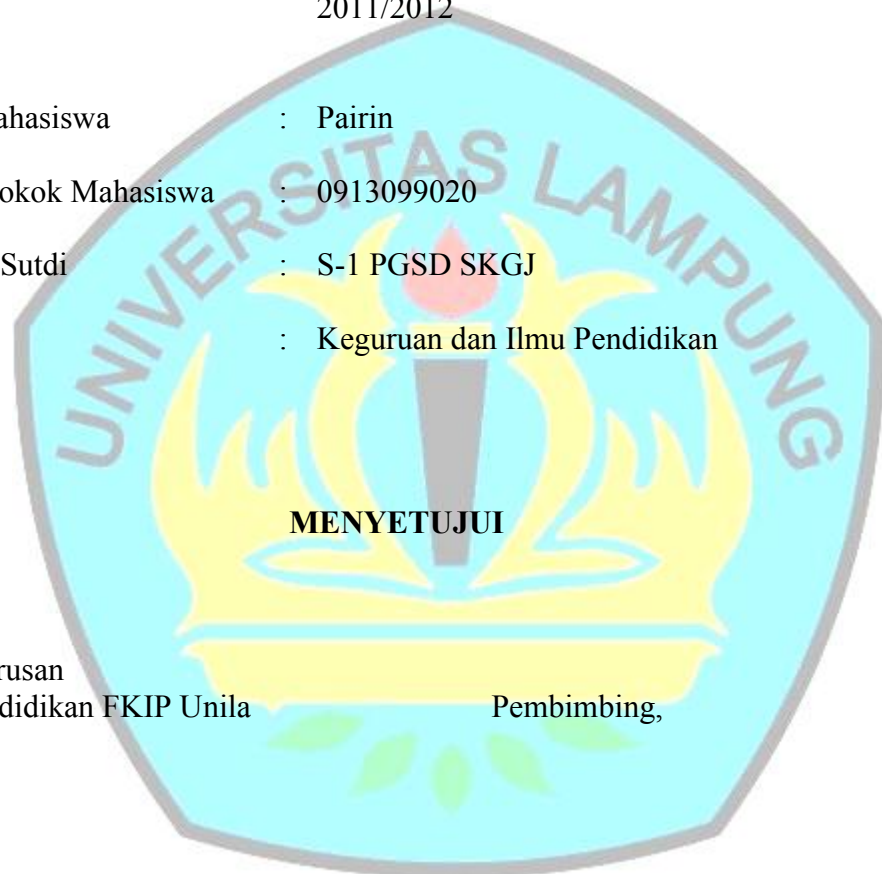 2011/2012
ahasiswa : Pairin
okok Mahasiswa : 0913099020
Sutdi : S-1 PGSD SKGJ
: Keguruan dan Ilmu Pendidikan
UNIVERSITAS LAMPUNG
MENYETUJUI
rusan
didikan FKIP Unila Pembimbing,